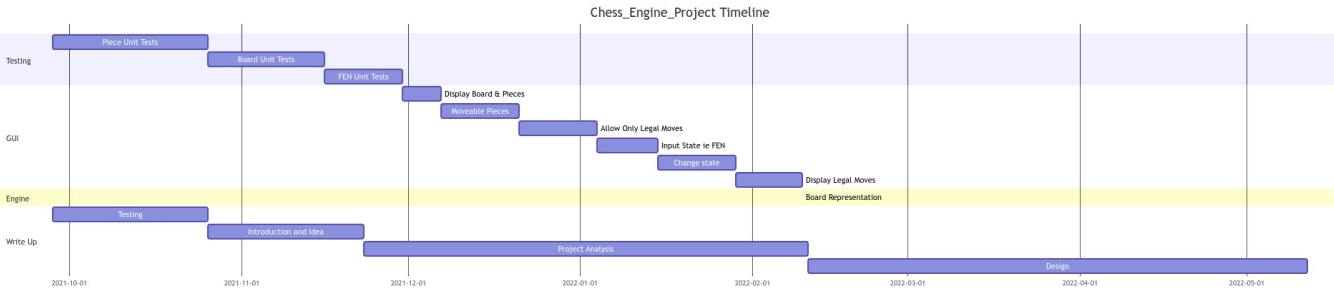 Chess_Engine_Project Timeline
Testing
Piece Unit Tests
Board Unit Tests
FEN Unit Tests
GUI
Display Board & Pieces
Moveable Pieces
Allow Only Legal Moves
Input State ie FEN
Change state
Display Legal Moves
Engine
Board Representation
Write Up
Testing
Introduction and Idea
Project Analysis
Design
2021-10-01 2021-11-01 2021-12-01 2022-01-01 2022-02-01 2022-03-01 2022-04-01 2022-05-01